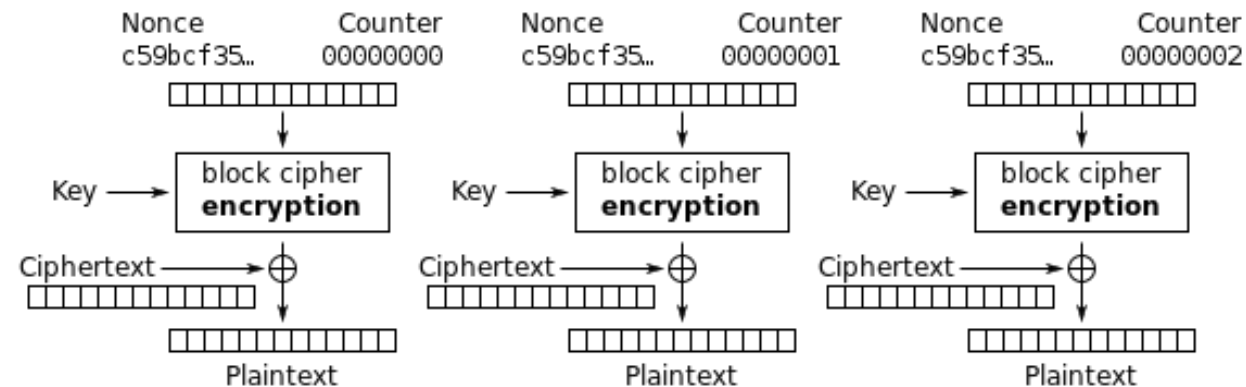 Nonce Counter Nonce Counter Nonce Counter
c59bcf35… 00000000 c59bcf35… 00000001 c59bcf35… 00000002
Key block cipher encryption Key block cipher encryption Key block cipher encryption
Ciphertext Ciphertext Ciphertext
Plaintext Plaintext Plaintext